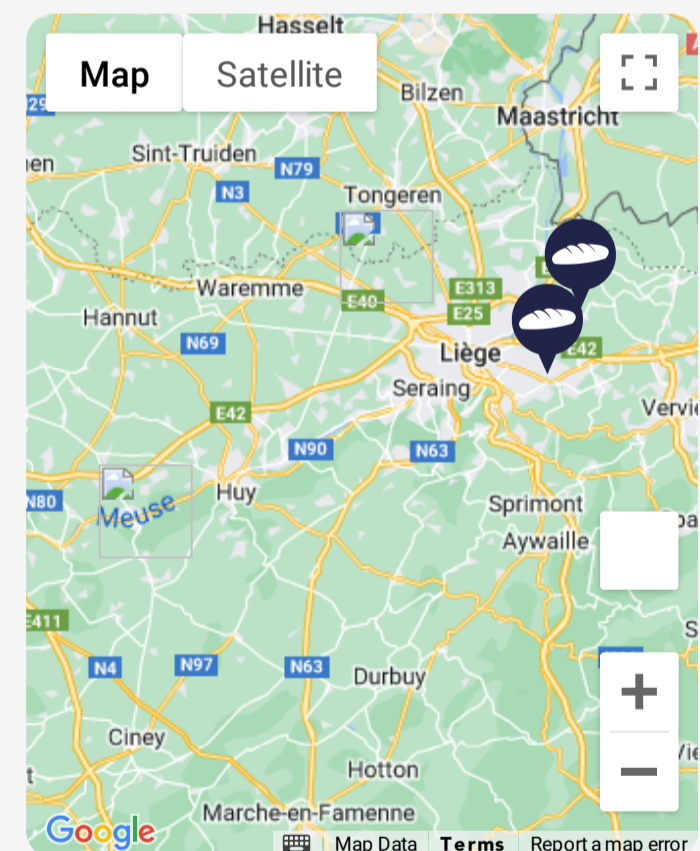 Hasselt
Map
Satellite
Bilzen
Maastricht
Sint-Truiden
N79
N3
Tongeren
Waremme
E40
E313
E25
Hannut
N69
Liège
E42
Seraing
E42
N90
N63
N80
Huy
Meuse
Sprimont
Aywaille
E411
N4
N97
N63
Durbuy
Ciney
Hotton
Marche-en-Famenne
Google
Map Data
Terms
Report a map error